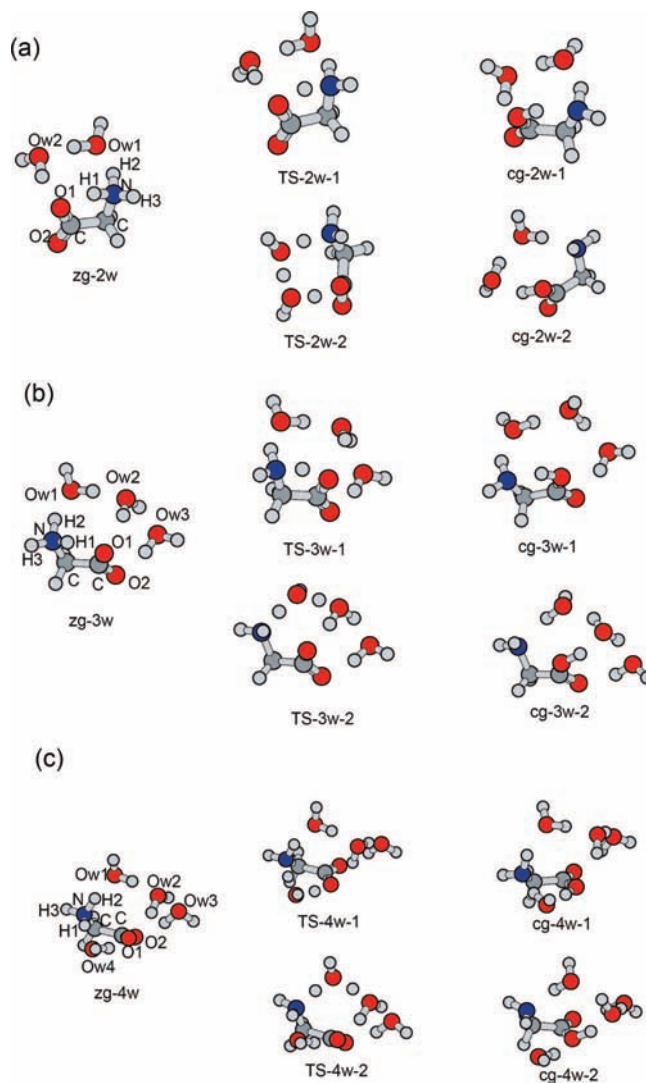 (a)
Ow2
Ow1
H2
H1
N
O1
H3
O2
C
C
zg-2w
TS-2w-1
cg-2w-1
TS-2w-2
cg-2w-2
(b)
Ow1
Ow2
Ow3
N
H2
H1
O1
H3
C
C
O2
zg-3w
TS-3w-1
cg-3w-1
TS-3w-2
cg-3w-2
(c)
Ow1
Ow2
Ow3
N
H2
H3
C
C
H1
O2
O1
Ow4
zg-4w
TS-4w-1
cg-4w-1
TS-4w-2
cg-4w-2